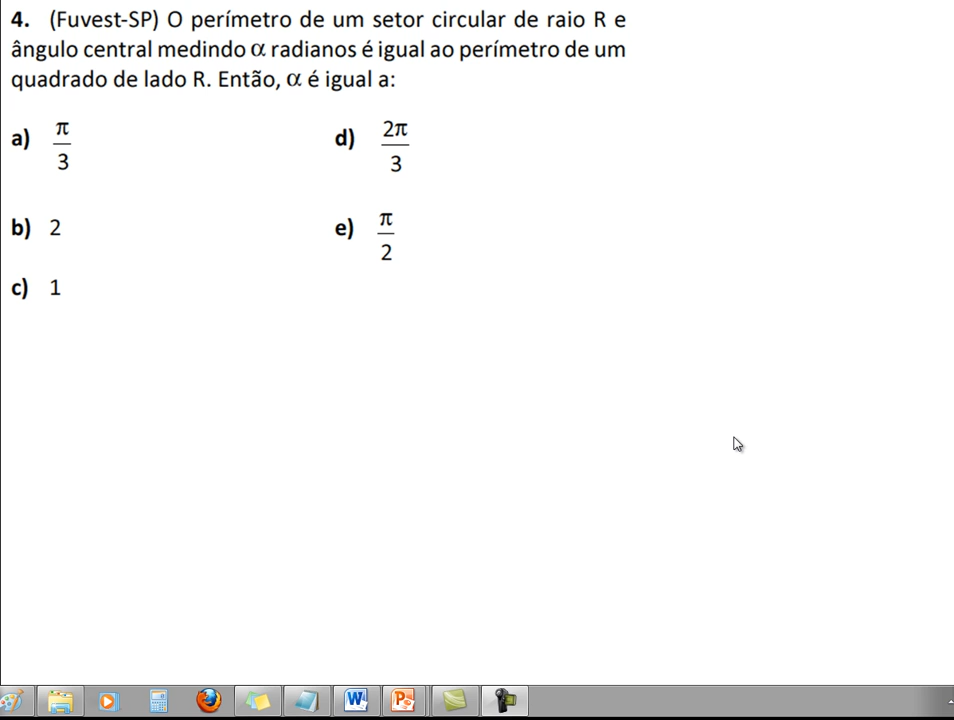 4. (Fuvest-SP) O perímetro de um setor circular de raio R e
ângulo central medindo α radianos é igual ao perímetro de um
quadrado de lado R. Então, α é igual a:
a) π/3
d) 2π/3
b) 2
e) π/2
c) 1